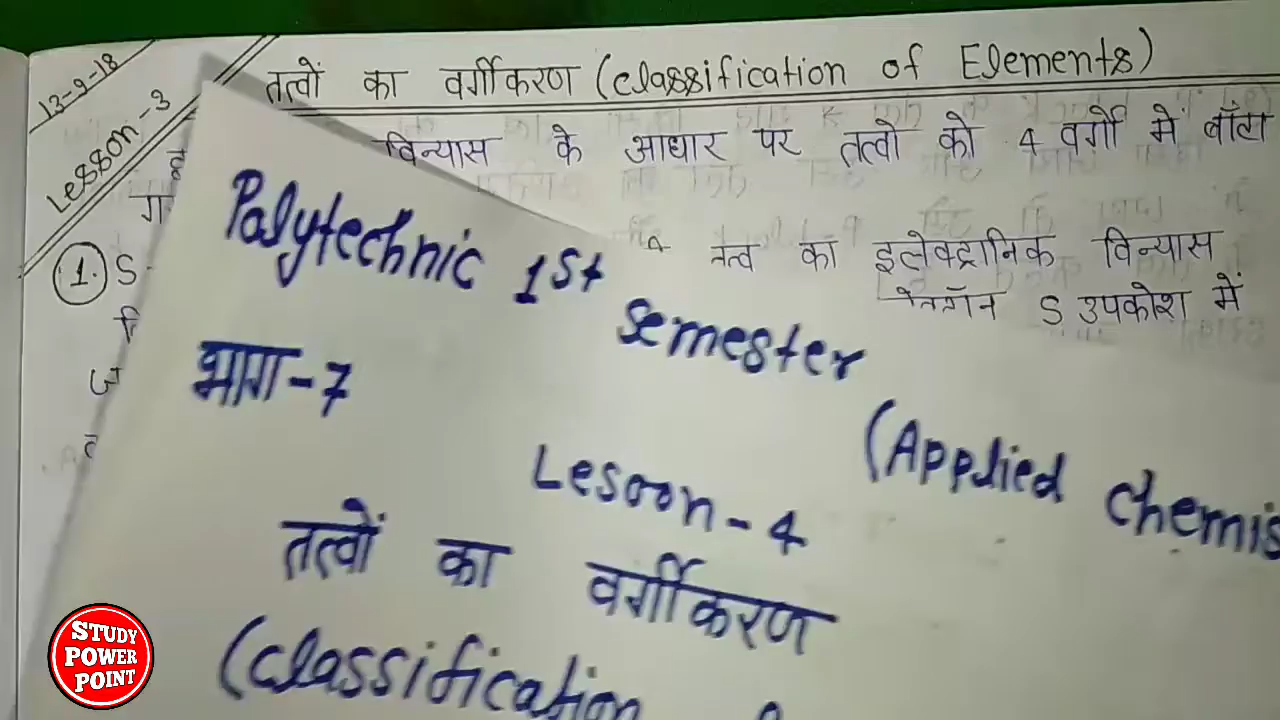 13-9-18
Lesson - 3
तत्वों का वर्गीकरण (Classification of Elements)
विन्यास के आधार पर तत्वो को 4 वर्गो में बाँटा
1. S
तत्व का इलेक्ट्रानिक विन्यास
S उपकोश में
Polytechnic 1st semester
भाग-7
(Applied chemis
Lesoon-4
तत्वों का वर्गीकरण
(classification
STUDY
POWER
POINT